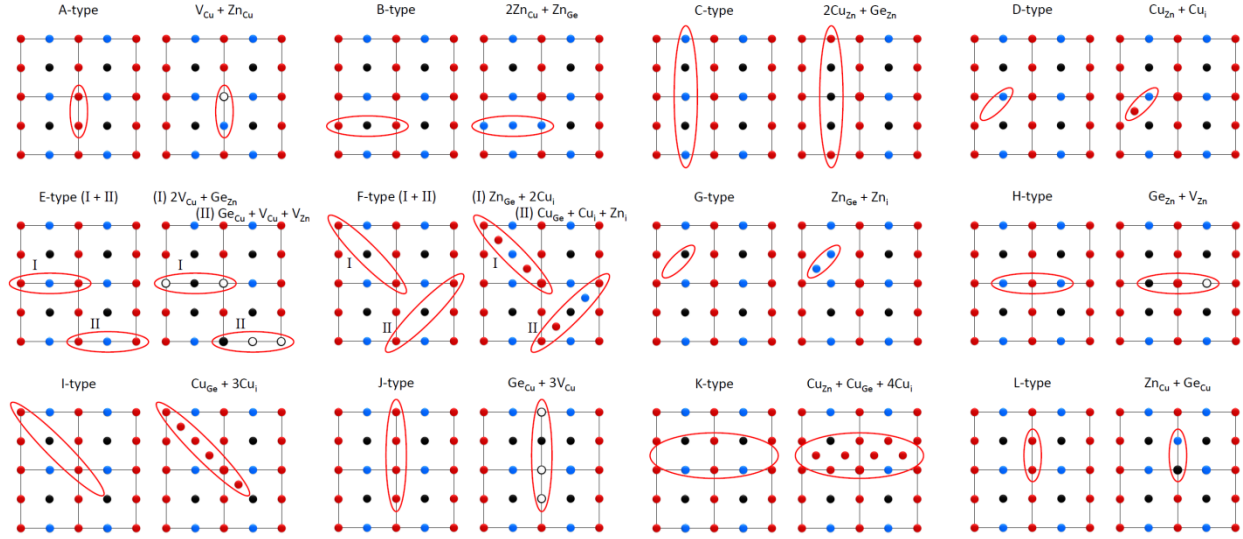 A-type
V_Cu + Zn_Cu
B-type
2Zn_Cu + Zn_Ge
C-type
2Cu_Zn + Ge_Zn
D-type
Cu_Zn + Cu_i
E-type (I + II)
(I) 2V_Cu + Ge_Zn
(II) Ge_Cu + V_Cu + V_Zn
I
II
I
II
F-type (I + II)
(I) Zn_Ge + 2Cu_i
(II) Cu_Ge + Cu_i + Zn_i
I
II
I
II
G-type
Zn_Ge + Zn_i
H-type
Ge_Zn + V_Zn
I-type
Cu_Ge + 3Cu_i
J-type
Ge_Cu + 3V_Cu
K-type
Cu_Zn + Cu_Ge + 4Cu_i
L-type
Zn_Cu + Ge_Cu